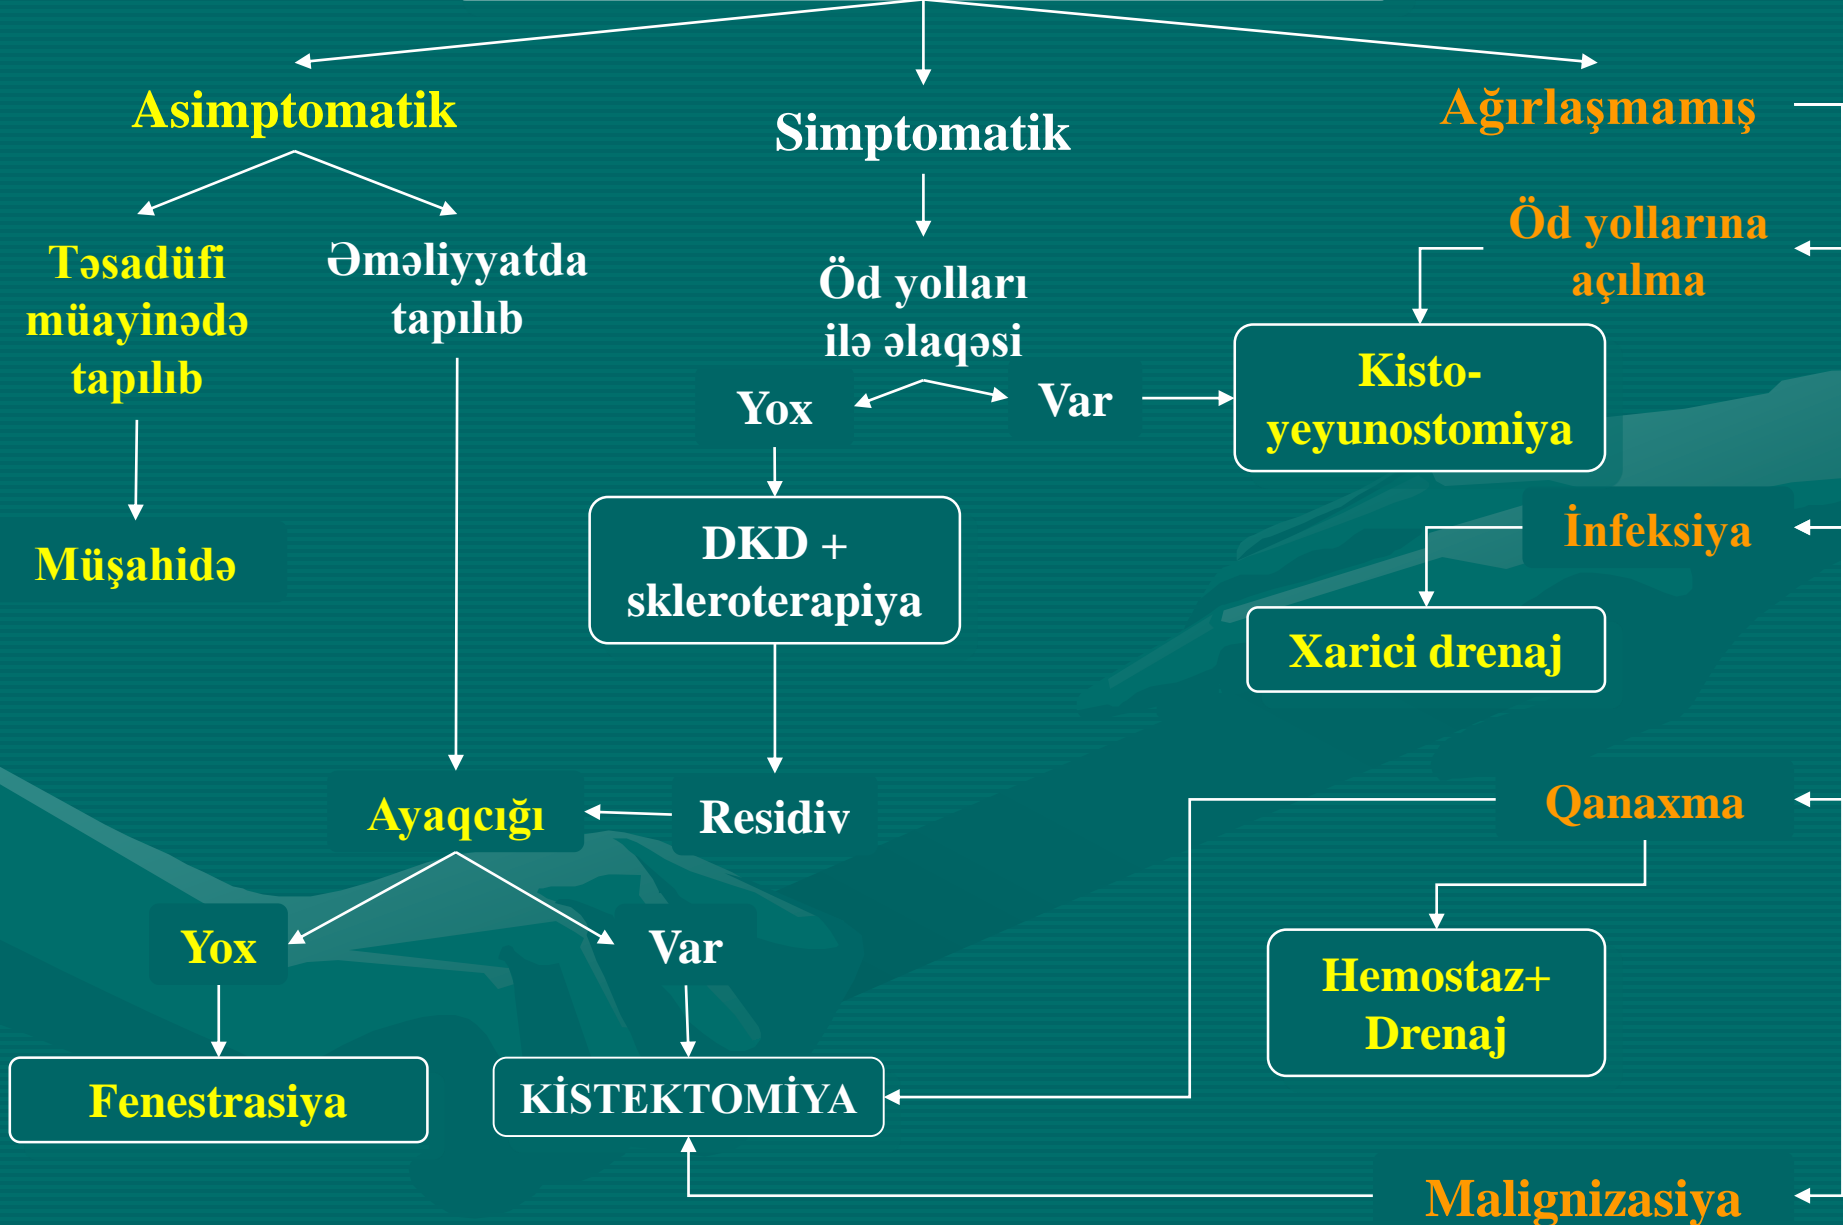 Asimptomatik
Simptomatik
Ağırlaşmamış
Təsadüfi
müayinədə
tapılıb
Əməliyyatda
tapılıb
Öd yolları
ilə əlaqəsi
Öd yollarına
açılma
Yox
Var
Kisto-
yeyunostomiya
Müşahidə
DKD +
skleroterapiya
İnfeksiya
Xarici drenaj
Ayaqcığı
Residiv
Qanaxma
Yox
Var
Hemostaz+
Drenaj
Fenestrasiya
KİSTEKTOMİYA
Malignizasiya